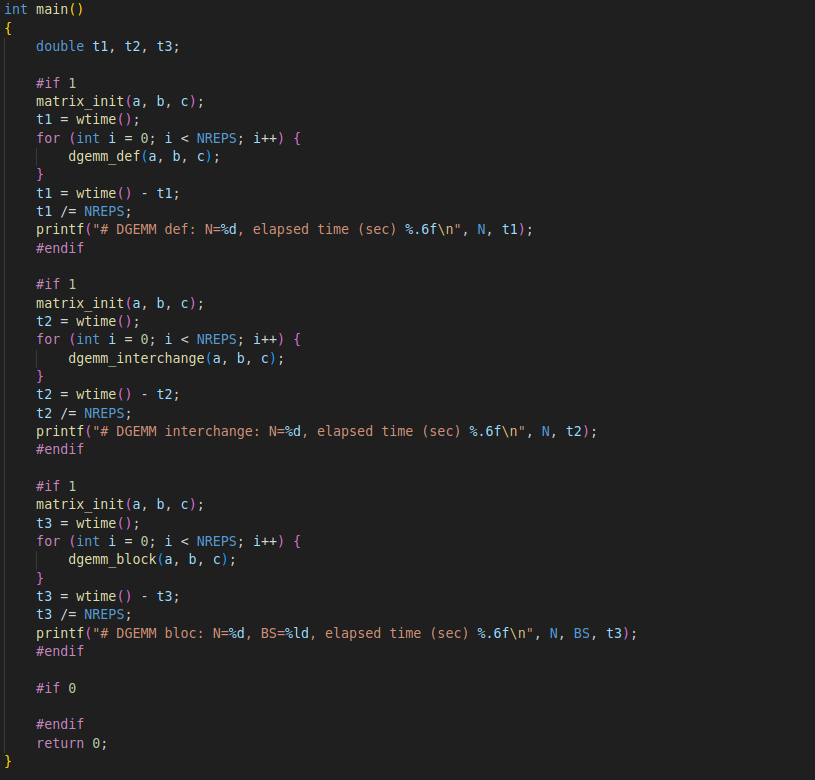 int main()
{
    double t1, t2, t3;

    #if 1
    matrix_init(a, b, c);
    t1 = wtime();
    for (int i = 0; i < NREPS; i++) {
        dgemm_def(a, b, c);
    }
    t1 = wtime() - t1;
    t1 /= NREPS;
    printf("# DGEMM def: N=%d, elapsed time (sec) %.6f\n", N, t1);
    #endif

    #if 1
    matrix_init(a, b, c);
    t2 = wtime();
    for (int i = 0; i < NREPS; i++) {
        dgemm_interchange(a, b, c);
    }
    t2 = wtime() - t2;
    t2 /= NREPS;
    printf("# DGEMM interchange: N=%d, elapsed time (sec) %.6f\n", N, t2);
    #endif

    #if 1
    matrix_init(a, b, c);
    t3 = wtime();
    for (int i = 0; i < NREPS; i++) {
        dgemm_block(a, b, c);
    }
    t3 = wtime() - t3;
    t3 /= NREPS;
    printf("# DGEMM bloc: N=%d, BS=%ld, elapsed time (sec) %.6f\n", N, BS, t3);
    #endif

    #if 0

    #endif
    return 0;
}